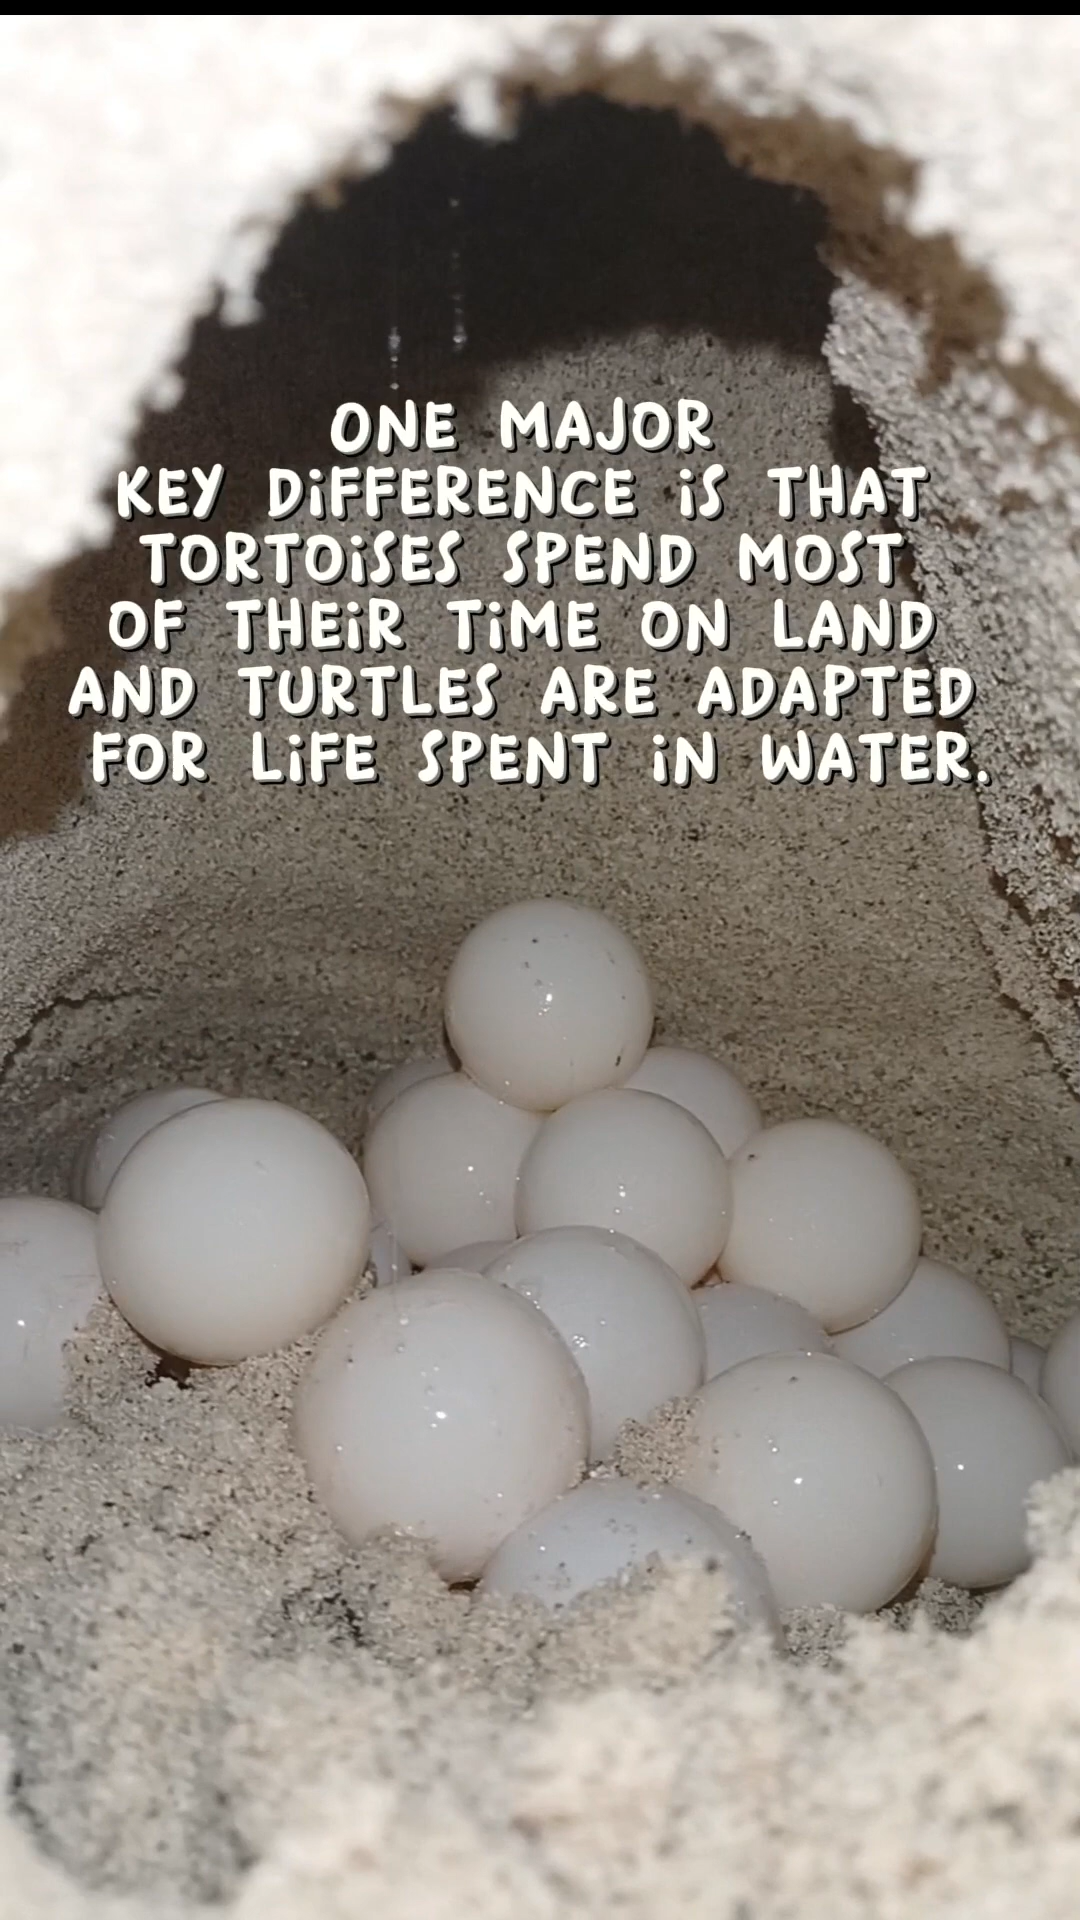 ONE MAJOR
KEY DiFFERENCE iS THAT
TORTOiSES SPEND MOST
OF THEiR TiME ON LAND
AND TURTLES ARE ADAPTED
FOR LiFE SPENT iN WATER.